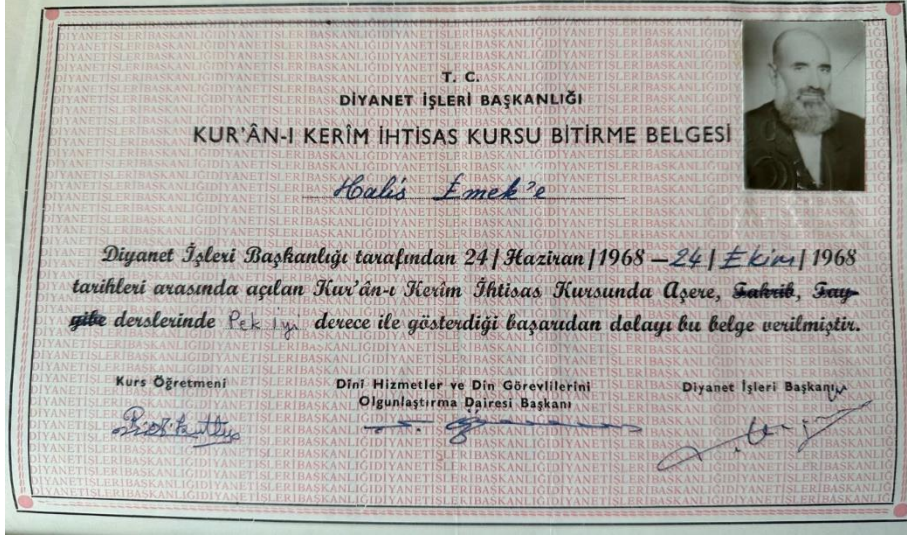 T. C.
DİYANET İŞLERİ BAŞKANLIĞI
KUR'ÂN-I KERÎM İHTİSAS KURSU BİTİRME BELGESİ
Halis Emek'e
Diyanet İşleri Başkanlığı tarafından 24 / Haziran / 1968 — 24 / Ekim / 1968
tarihleri arasında açılan Kur'ân-ı Kerîm İhtisas Kursunda Aşere, Takrib, Tay-
yibe derslerinde Pek iyi derece ile gösterdiği başarıdan dolayı bu belge verilmiştir.
Kurs Öğretmeni
Dinî Hizmetler ve Din Görevlilerini
Olgunlaştırma Dairesi Başkanı
Diyanet İşleri Başkanı